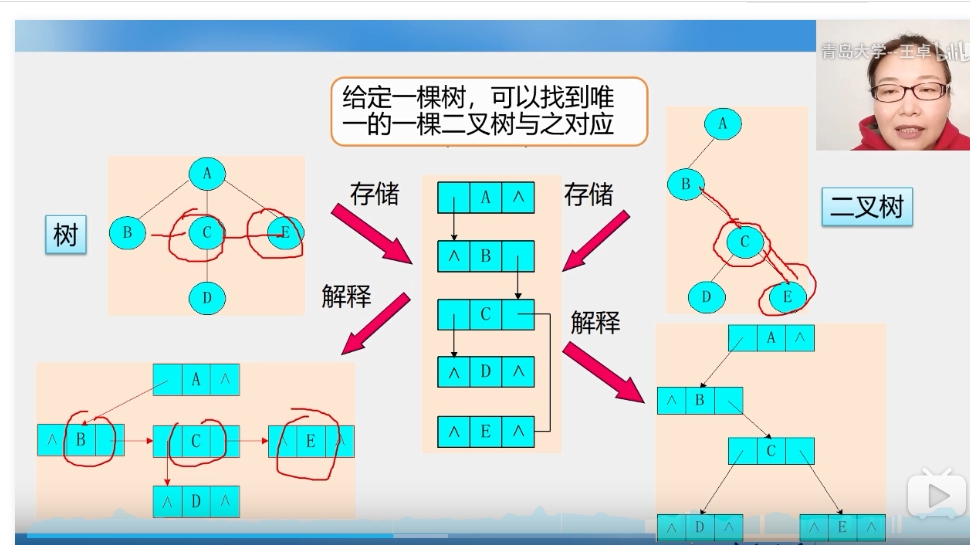 青岛大学-王卓
给定一棵树，可以找到唯
一的一棵二叉树与之对应
A
B
C
D
E
树
存储
解释
∧ A ∧
A ∧
∧ B
C
∧ D ∧
∧ E ∧
存储
解释
A
B
C
D
E
二叉树
A ∧
∧ B
C
∧ E ∧
∧ D ∧
A ∧
∧ B
C
∧ D ∧
∧ E ∧